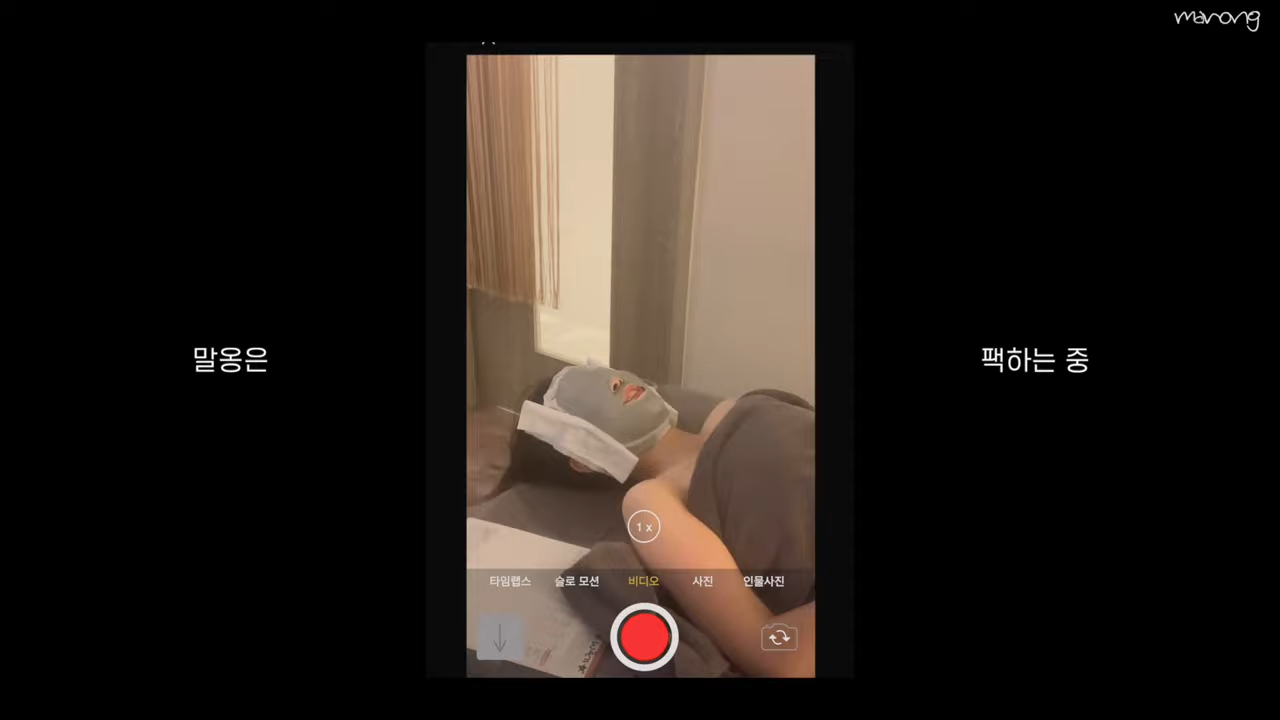 marong
말옹은
팩하는 중
1 x
타임랩스 슬로 모션 비디오 사진 인물사진